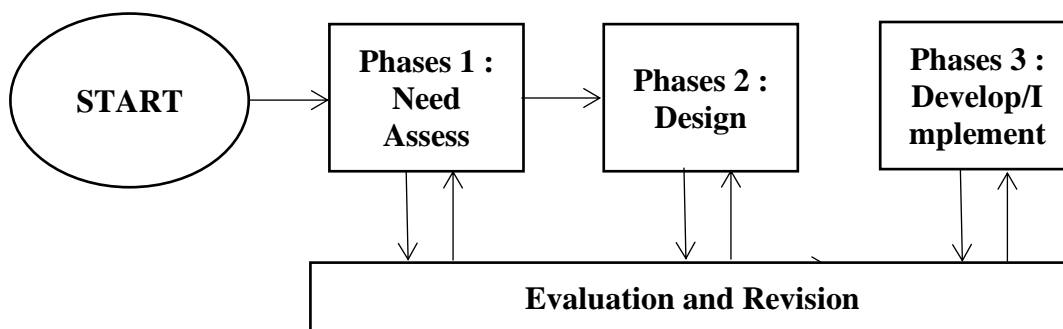 START
Phases 1 :
Need
Assess
Phases 2 :
Design
Phases 3 :
Develop/I
mplement
Evaluation and Revision